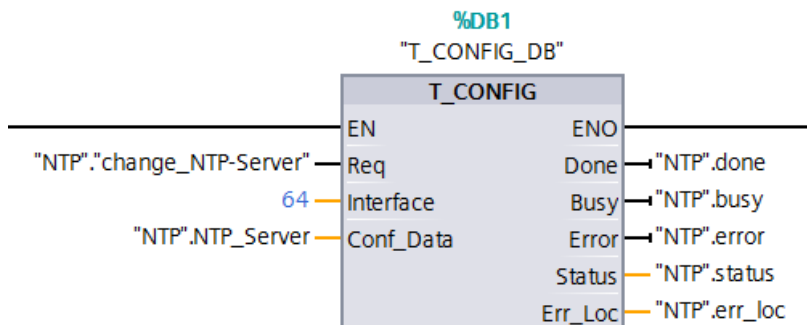 %DB1
"T_CONFIG_DB"
T_CONFIG
EN ENO
"NTP"."change_NTP-Server" Req Done "NTP".done
64 Interface Busy "NTP".busy
"NTP".NTP_Server Conf_Data Error "NTP".error
Status "NTP".status
Err_Loc "NTP".err_loc